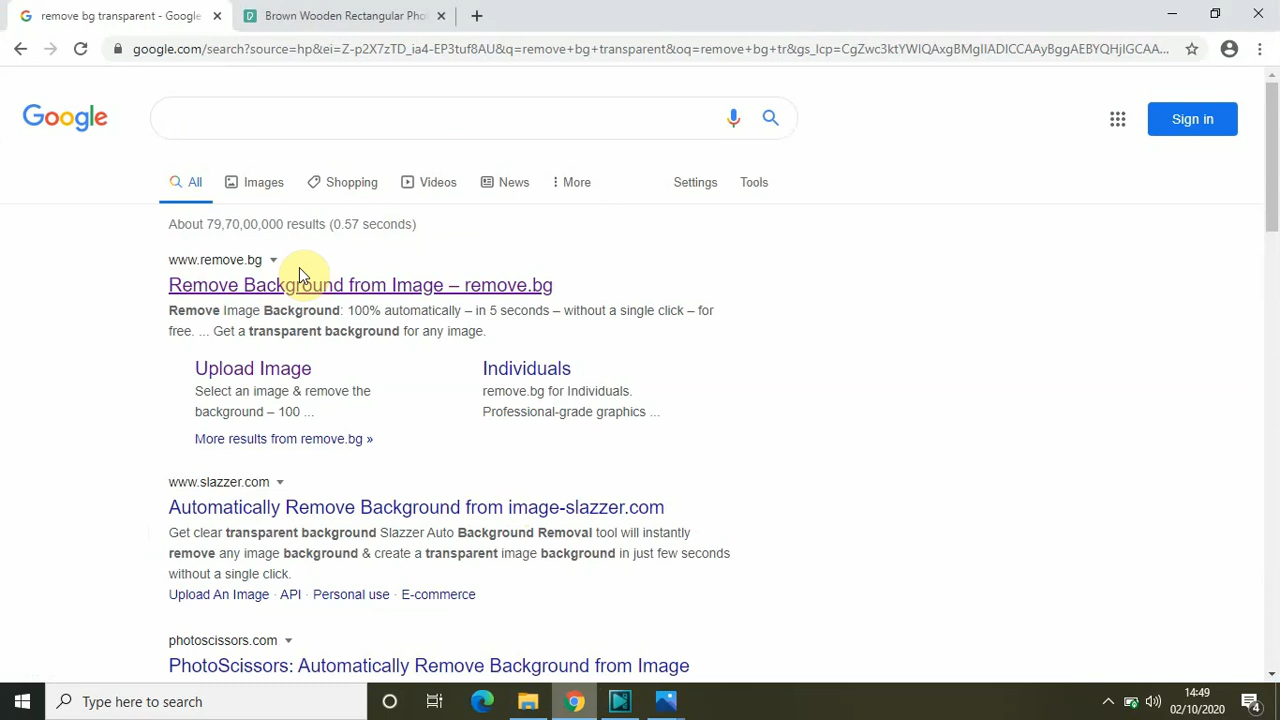 remove bg transparent - Google
Brown Wooden Rectangular Pho
google.com/search?source=hp&ei=Z-p2X7zTD_ia4-EP3tuf8AU&q=remove+bg+transparent&oq=remove+bg+tr&gs_lcp=CgZwc3ktYWIQAxgBMgIIADICCAAyBggAEBYQHjIGCAA...
Google
Sign in
All Images Shopping Videos News More Settings Tools
About 79,70,00,000 results (0.57 seconds)
www.remove.bg
Remove Background from Image – remove.bg
Remove Image Background: 100% automatically – in 5 seconds – without a single click – for
free. ... Get a transparent background for any image.
Upload Image
Select an image & remove the
background – 100 ...
Individuals
remove.bg for Individuals.
Professional-grade graphics ...
More results from remove.bg »
www.slazzer.com
Automatically Remove Background from image-slazzer.com
Get clear transparent background Slazzer Auto Background Removal tool will instantly
remove any image background & create a transparent image background in just few seconds
without a single click.
Upload An Image · API · Personal use · E-commerce
photoscissors.com
PhotoScissors: Automatically Remove Background from Image
Type here to search
14:49
02/10/2020
4